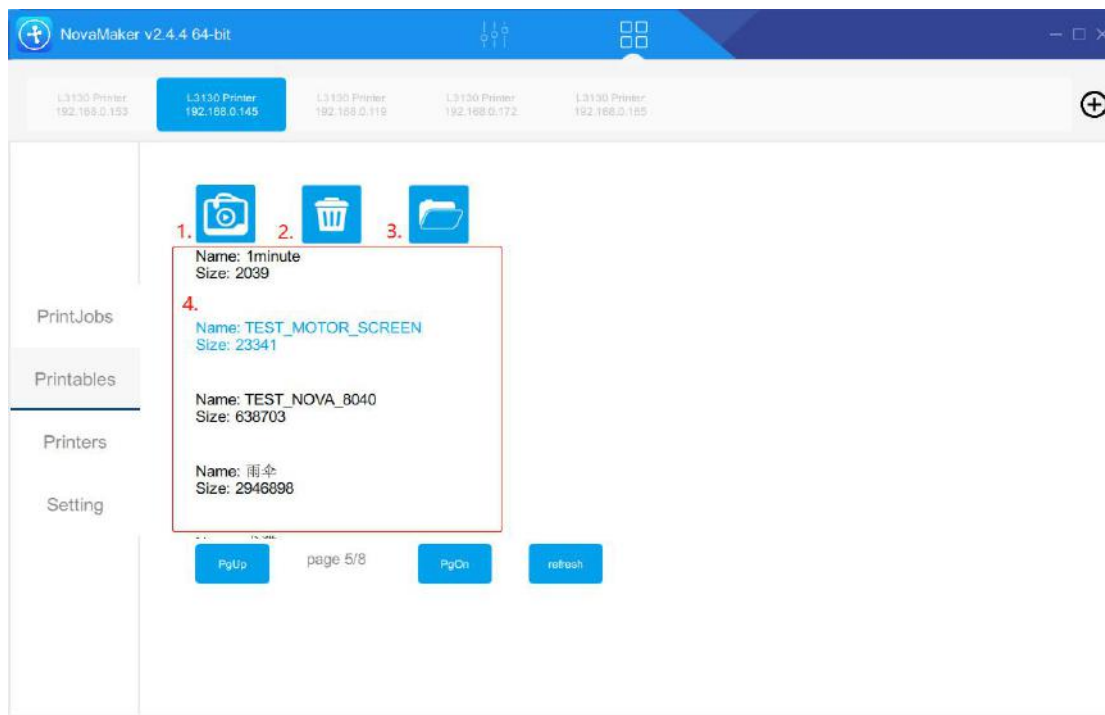 NovaMaker v2.4.4 64-bit
L3130 Printer
192.168.0.153
L3130 Printer
192.168.0.145
L3130 Printer
192.168.0.119
L3130 Printer
192.168.0.172
L3130 Printer
192.168.0.165
1.
2.
3.
Name: 1minute
Size: 2039
4.
Name: TEST_MOTOR_SCREEN
Size: 23341
Name: TEST_NOVA_8040
Size: 638703
Name: 雨伞
Size: 2946898
PrintJobs
Printables
Printers
Setting
PgUp
page 5/8
PgOn
refresh